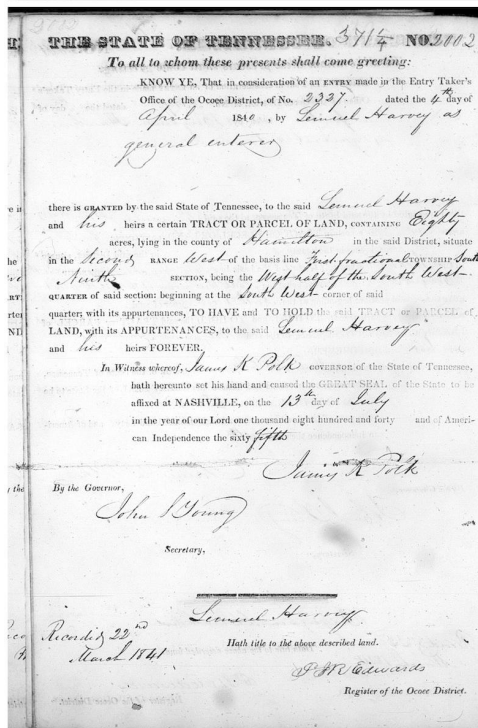 THE STATE OF TENNESSEE. 371 1/4 NO. 2002
To all to whom these presents shall come greeting:
KNOW YE, That in consideration of an ENTRY made in the Entry Taker's
Office of the Ocoee District, of No. 2327. dated the 4th day of
April 1840, by Lemuel Harvey as
general enterer
there is GRANTED by the said State of Tennessee, to the said Lemuel Harvey
and his heirs a certain TRACT OR PARCEL OF LAND, CONTAINING Eighty
acres, lying in the county of Hamilton in the said District, situate
in the Second RANGE West of the basis line First fractional TOWNSHIP South
Ninth SECTION, being the West half of the South West
QUARTER of said section: beginning at the South West corner of said
quarter; with its appurtenances, TO HAVE and TO HOLD the said TRACT or PARCEL of
LAND, with its APPURTENANCES, to the said Lemuel Harvey
and his heirs FOREVER.
In Witness whereof, James K Polk GOVERNOR of the State of Tennessee,
hath hereunto set his hand and caused the GREAT SEAL of the State to be
affixed at NASHVILLE, on the 13th day of July
in the year of our Lord one thousand eight hundred and forty and of Ameri-
can Independence the sixty fifth
James K Polk
By the Governor,
John S Young
Secretary,
Lemuel Harvey
Recorded 22nd
Hath title to the above described land.
March 1841
Edwards
Register of the Ocoee District.